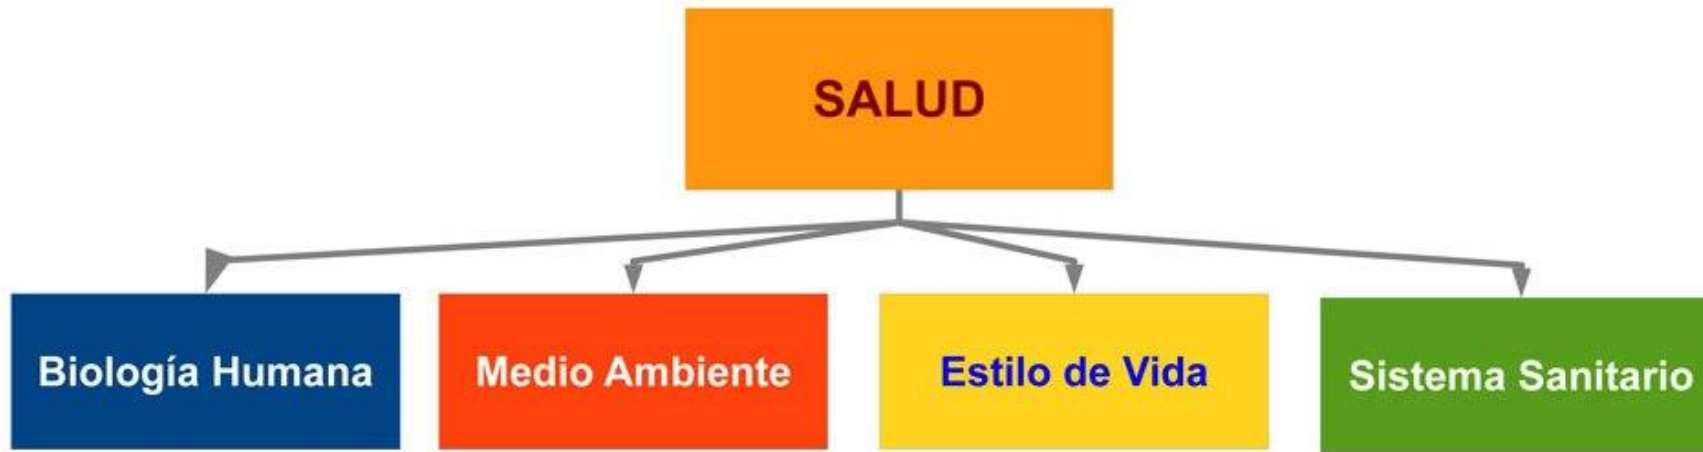 SALUD
Biología Humana
Medio Ambiente
Estilo de Vida
Sistema Sanitario